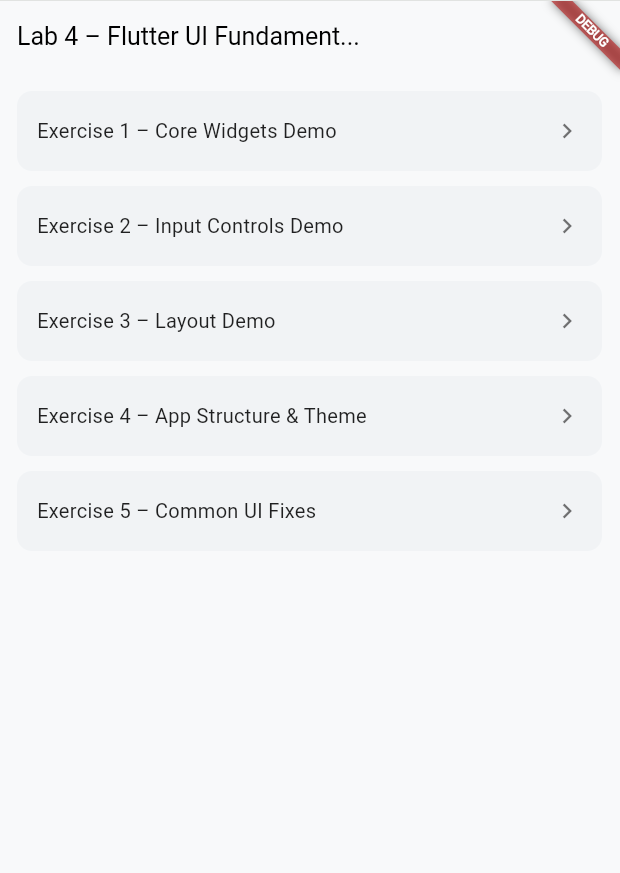 Lab 4 – Flutter UI Fundament...
DEBUG
Exercise 1 – Core Widgets Demo
Exercise 2 – Input Controls Demo
Exercise 3 – Layout Demo
Exercise 4 – App Structure & Theme
Exercise 5 – Common UI Fixes